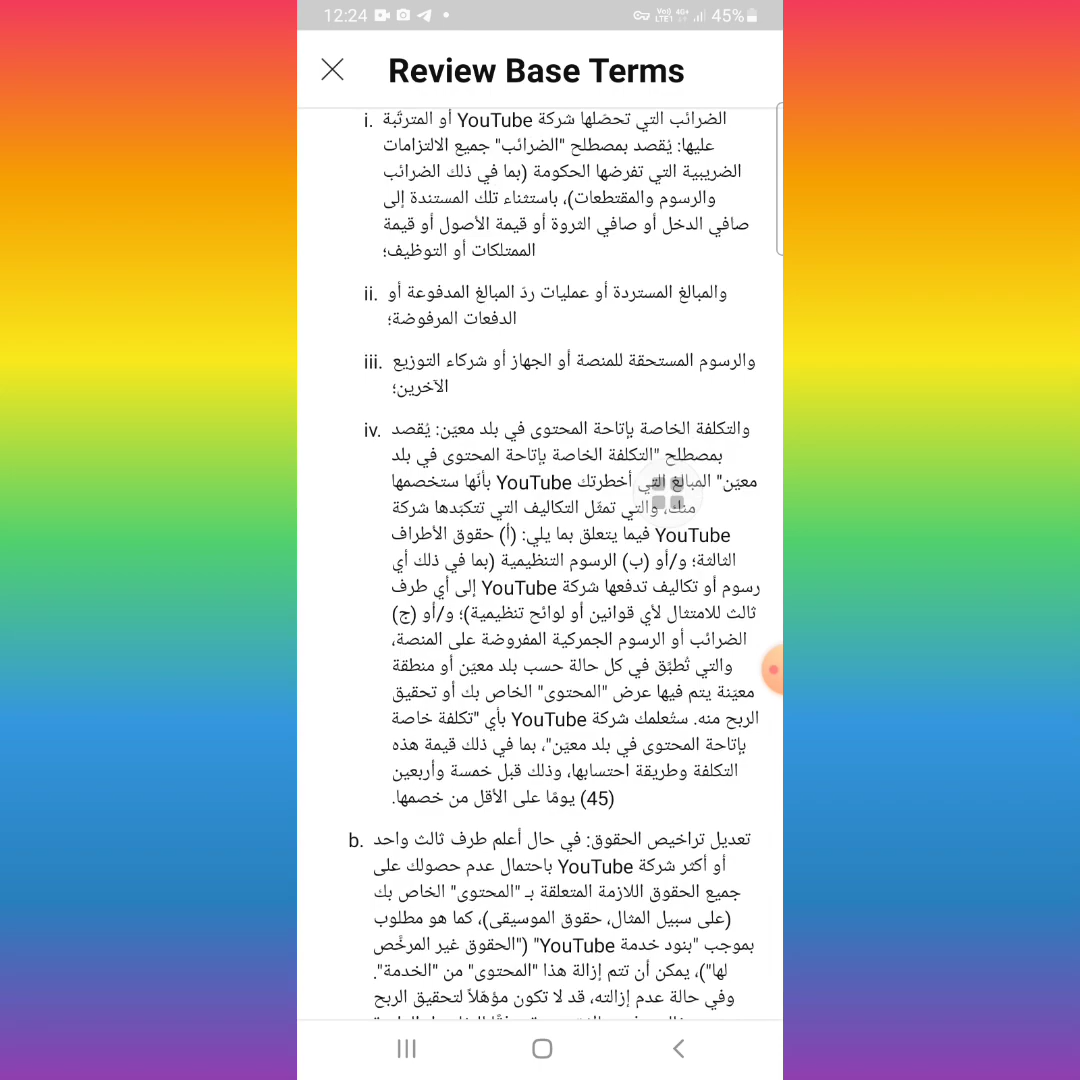 12:24 Vo)) 4G+ LTE1 45%
Review Base Terms
i. الضرائب التي تحصّلها شركة YouTube أو المترتّبة
عليها: يُقصد بمصطلح "الضرائب" جميع الالتزامات
الضريبية التي تفرضها الحكومة (بما في ذلك الضرائب
والرسوم والمقتطعات)، باستثناء تلك المستندة إلى
صافي الدخل أو صافي الثروة أو قيمة الأصول أو قيمة
الممتلكات أو التوظيف؛
ii. والمبالغ المستردة أو عمليات ردّ المبالغ المدفوعة أو
الدفعات المرفوضة؛
iii. والرسوم المستحقة للمنصة أو الجهاز أو شركاء التوزيع
الآخرين؛
iv. والتكلفة الخاصة بإتاحة المحتوى في بلد معيّن: يُقصد
بمصطلح "التكلفة الخاصة بإتاحة المحتوى في بلد
معيّن" المبالغ التي أخطرتك YouTube بأنّها ستخصمها
منك، والتي تمثّل التكاليف التي تتكبّدها شركة
YouTube فيما يتعلق بما يلي: (أ) حقوق الأطراف
الثالثة؛ و/أو (ب) الرسوم التنظيمية (بما في ذلك أي
رسوم أو تكاليف تدفعها شركة YouTube إلى أي طرف
ثالث للامتثال لأي قوانين أو لوائح تنظيمية)؛ و/أو (ج)
الضرائب أو الرسوم الجمركية المفروضة على المنصة،
والتي تُطبَّق في كل حالة حسب بلد معيّن أو منطقة
معيّنة يتم فيها عرض "المحتوى" الخاص بك أو تحقيق
الربح منه. ستُعلمك شركة YouTube بأي "تكلفة خاصة
بإتاحة المحتوى في بلد معيّن"، بما في ذلك قيمة هذه
التكلفة وطريقة احتسابها، وذلك قبل خمسة وأربعين
(45) يومًا على الأقل من خصمها.
b. تعديل تراخيص الحقوق: في حال أعلم طرف ثالث واحد
أو أكثر شركة YouTube باحتمال عدم حصولك على
جميع الحقوق اللازمة المتعلقة بـ "المحتوى" الخاص بك
(على سبيل المثال، حقوق الموسيقى)، كما هو مطلوب
بموجب "بنود خدمة YouTube" ("الحقوق غير المرخَّص
لها")، يمكن أن تتم إزالة هذا "المحتوى" من "الخدمة".
وفي حالة عدم إزالته، قد لا تكون مؤهّلاً لتحقيق الربح